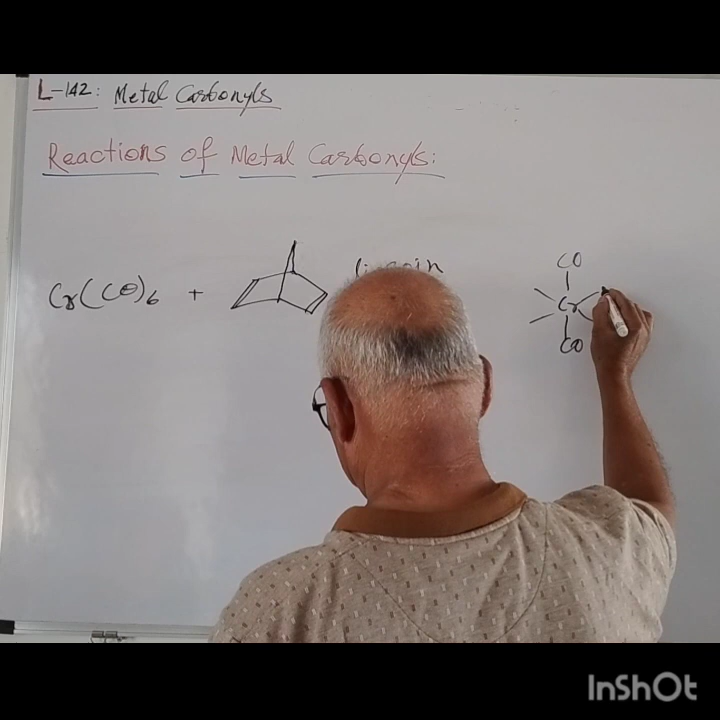 L-142: Metal Carbonyls
Reactions of Metal Carbonyls:
Cr(CO)6 +
CO
Cr
CO
InShOt